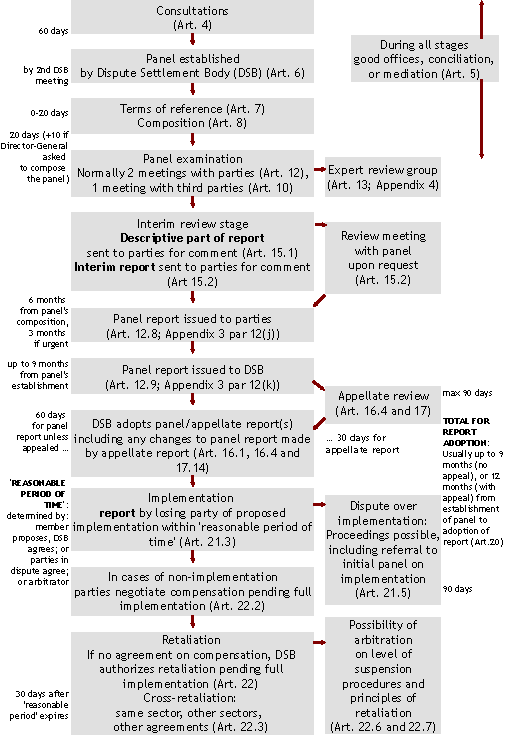 Consultations
(Art. 4)
60 days
Panel established
by Dispute Settlement Body (DSB) (Art. 6)
by 2nd DSB
meeting
During all stages
good offices, conciliation,
or mediation (Art. 5)
0-20 days
Terms of reference (Art. 7)
Composition (Art. 8)
20 days (+10 if
Director-General
asked
to compose
the panel)
Panel examination
Normally 2 meetings with parties (Art. 12),
1 meeting with third parties (Art. 10)
Expert review group
(Art. 13; Appendix 4)
Interim review stage
Descriptive part of report
sent to parties for comment (Art. 15.1)
Interim report sent to parties for comment
(Art 15.2)
Review meeting
with panel
upon request
(Art. 15.2)
6 months
from panel's
composition,
3 months
if urgent
Panel report issued to parties
(Art. 12.8; Appendix 3 par 12(j))
up to 9 months
from panel's
establishment
Panel report issued to DSB
(Art. 12.9; Appendix 3 par 12(k))
Appellate review
(Art. 16.4 and 17)
max 90 days
60 days
for panel
report unless
appealed ...
DSB adopts panel/appellate report(s)
including any changes to panel report made
by appellate report (Art. 16.1, 16.4 and
17.14)
... 30 days for
appellate report
TOTAL FOR
REPORT
ADOPTION:
Usually up to 9
months (no
appeal), or 12
months (with
appeal) from
establishment
of panel to
adoption of
report (Art.20)
'REASONABLE
PERIOD OF
TIME':
determined by:
member
proposes, DSB
agrees; or
parties in
dispute agree;
or arbitrator
Implementation
report by losing party of proposed
implementation within 'reasonable period of
time' (Art. 21.3)
Dispute over
implementation:
Proceedings possible,
including referral to
initial panel on
implementation
(Art. 21.5)
90 days
In cases of non-implementation
parties negotiate compensation pending full
implementation (Art. 22.2)
Retaliation
If no agreement on compensation, DSB
authorizes retaliation pending full
implementation (Art. 22)
Cross-retaliation:
same sector, other sectors,
other agreements (Art. 22.3)
30 days after
'reasonable
period' expires
Possibility of
arbitration
on level of
suspension
procedures and
principles of
retaliation
(Art. 22.6 and 22.7)